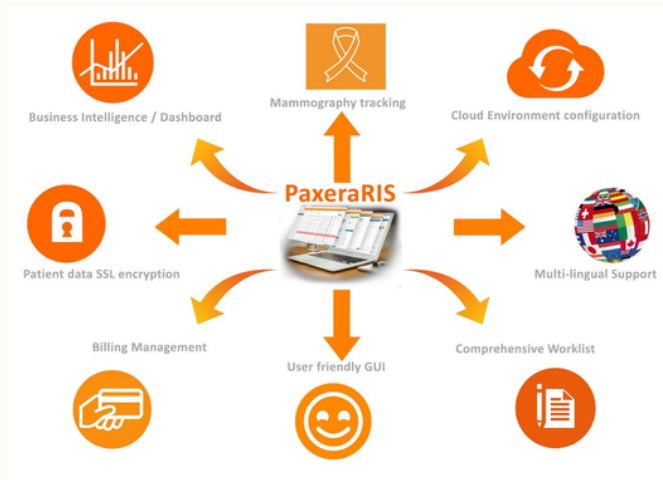 Business Intelligence / Dashboard
Mammography tracking
Cloud Environment configuration
PaxeraRIS
Patient data SSL encryption
Multi-lingual Support
Billing Management
User friendly GUI
Comprehensive Worklist